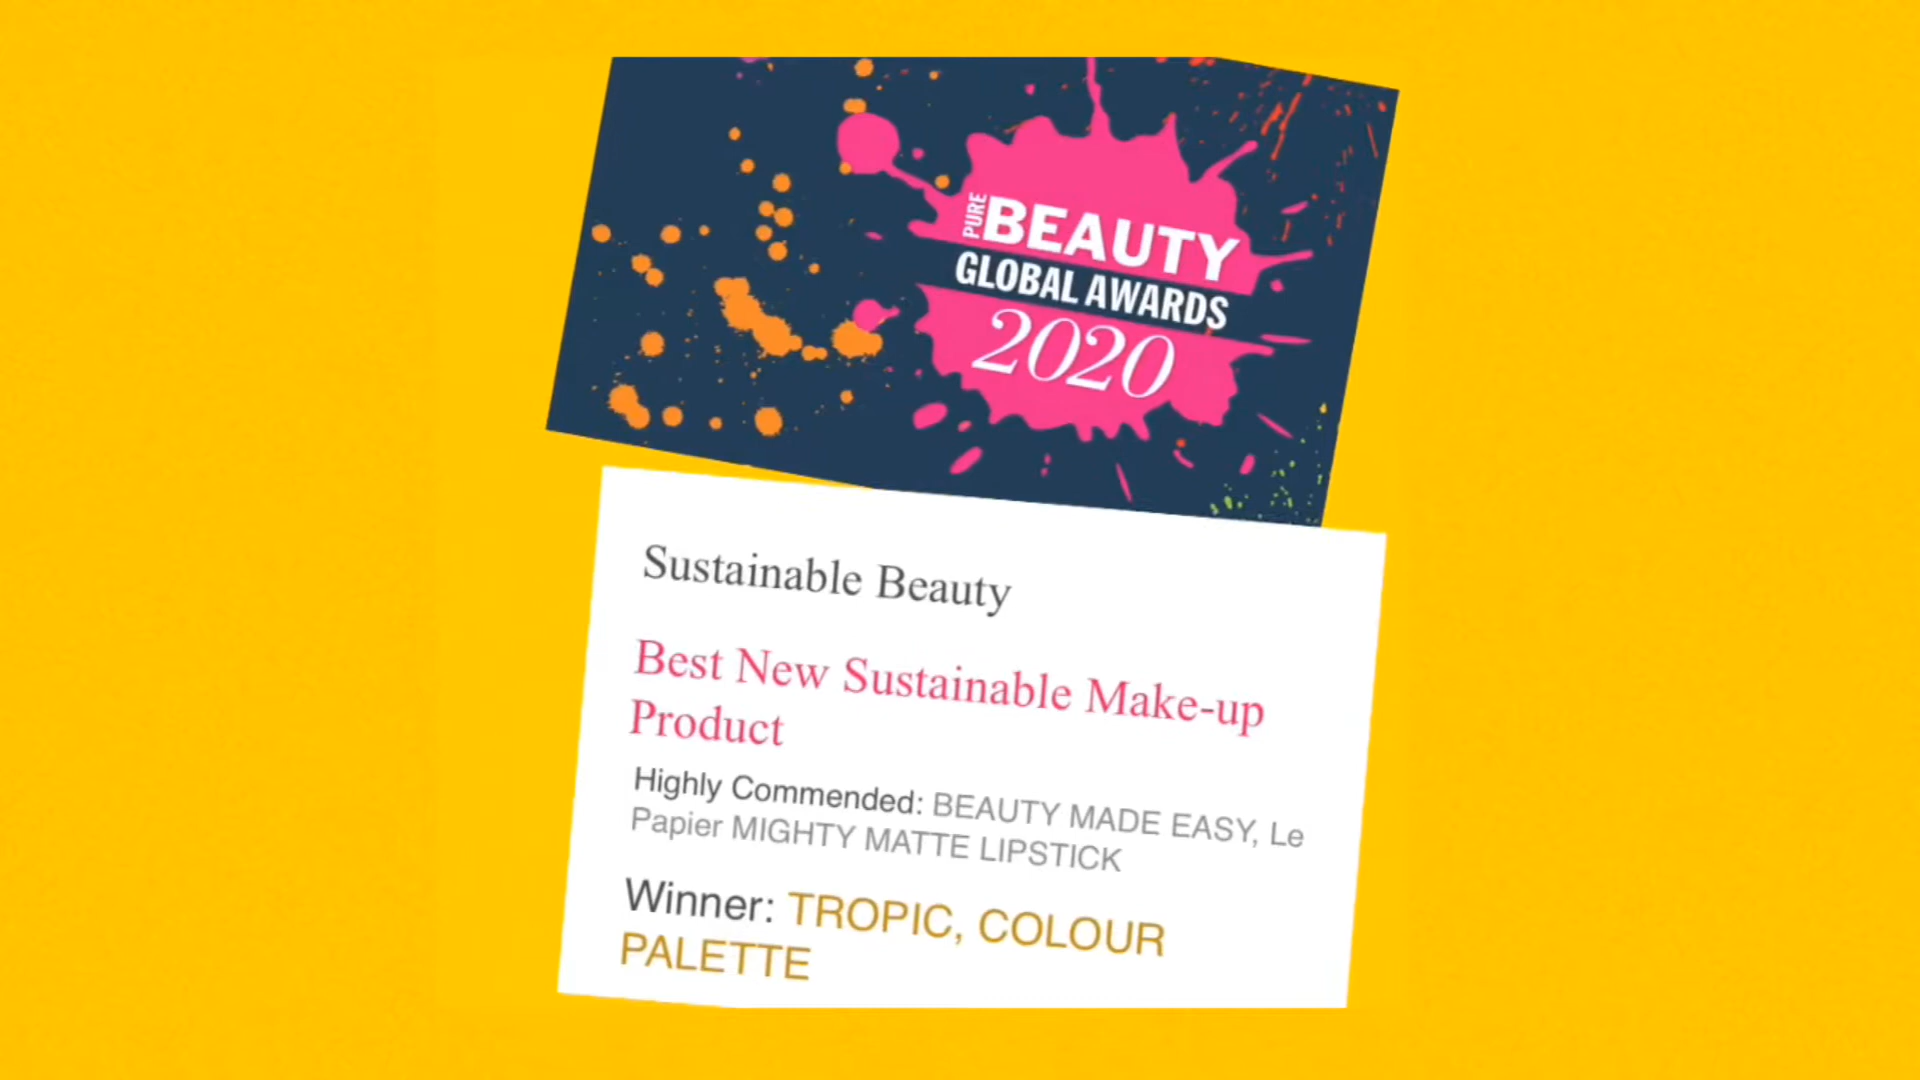 PURE BEAUTY
GLOBAL AWARDS
2020
Sustainable Beauty
Best New Sustainable Make-up
Product
Highly Commended: BEAUTY MADE EASY, Le
Papier MIGHTY MATTE LIPSTICK
Winner: TROPIC, COLOUR
PALETTE